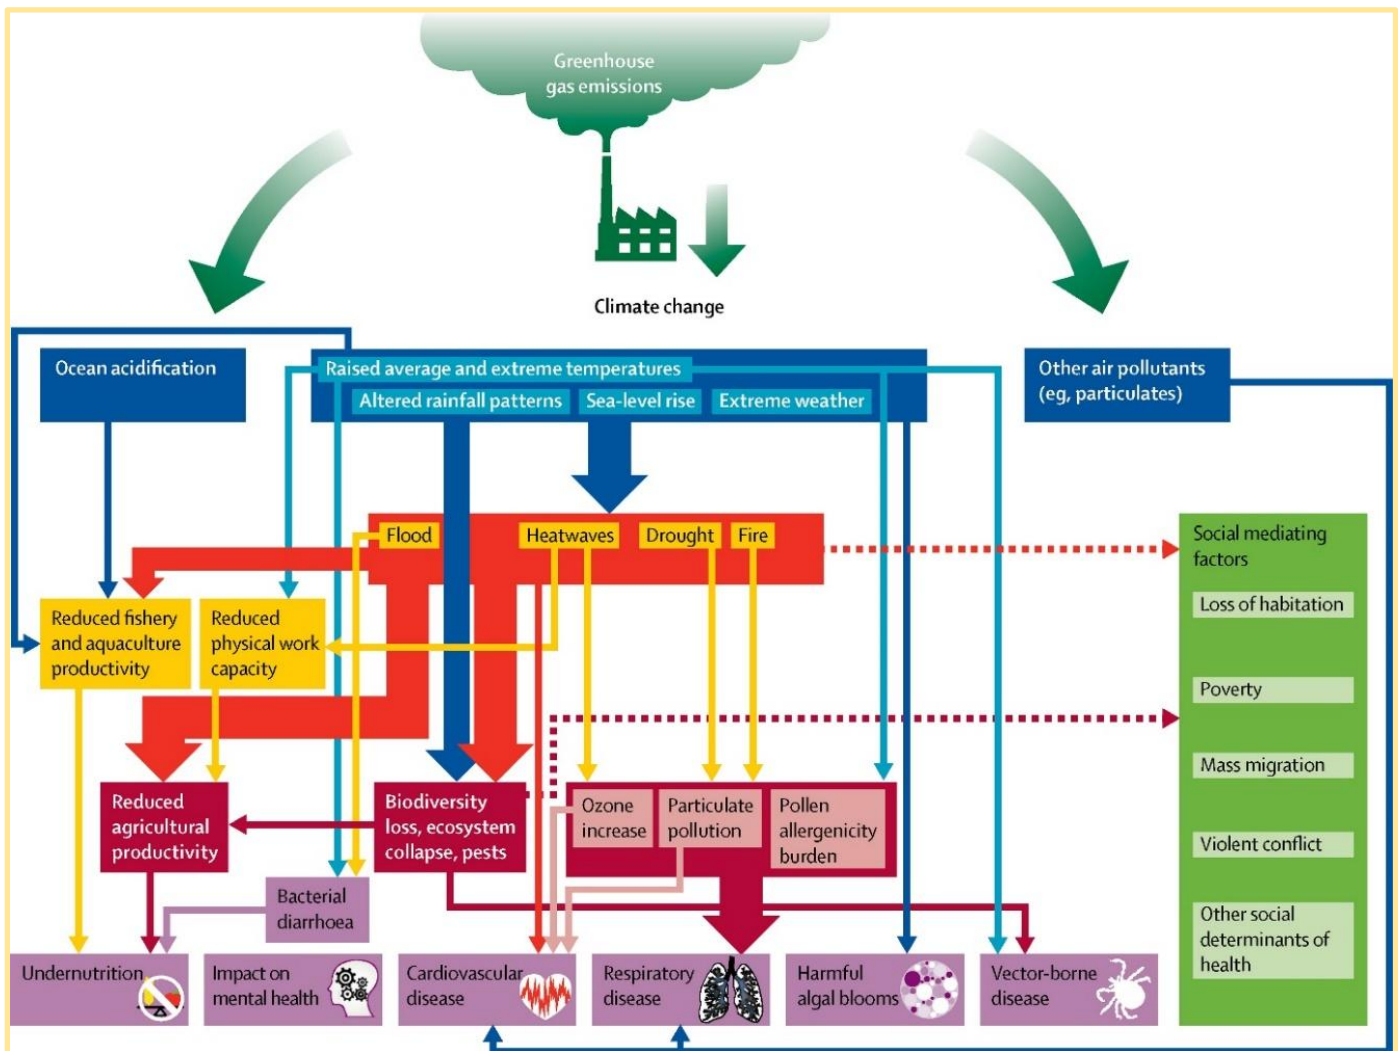 Greenhouse
gas emissions
Climate change
Ocean acidification
Raised average and extreme temperatures
Altered rainfall patterns
Sea-level rise
Extreme weather
Other air pollutants
(eg, particulates)
Flood
Heatwaves
Drought
Fire
Social mediating
factors
Loss of habitation
Poverty
Mass migration
Violent conflict
Other social
determinants of
health
Reduced fishery
and aquaculture
productivity
Reduced
physical work
capacity
Reduced
agricultural
productivity
Biodiversity
loss, ecosystem
collapse, pests
Ozone
increase
Particulate
pollution
Pollen
allergenicity
burden
Bacterial
diarrhoea
Undernutrition
Impact on
mental health
Cardiovascular
disease
Respiratory
disease
Harmful
algal blooms
Vector-borne
disease